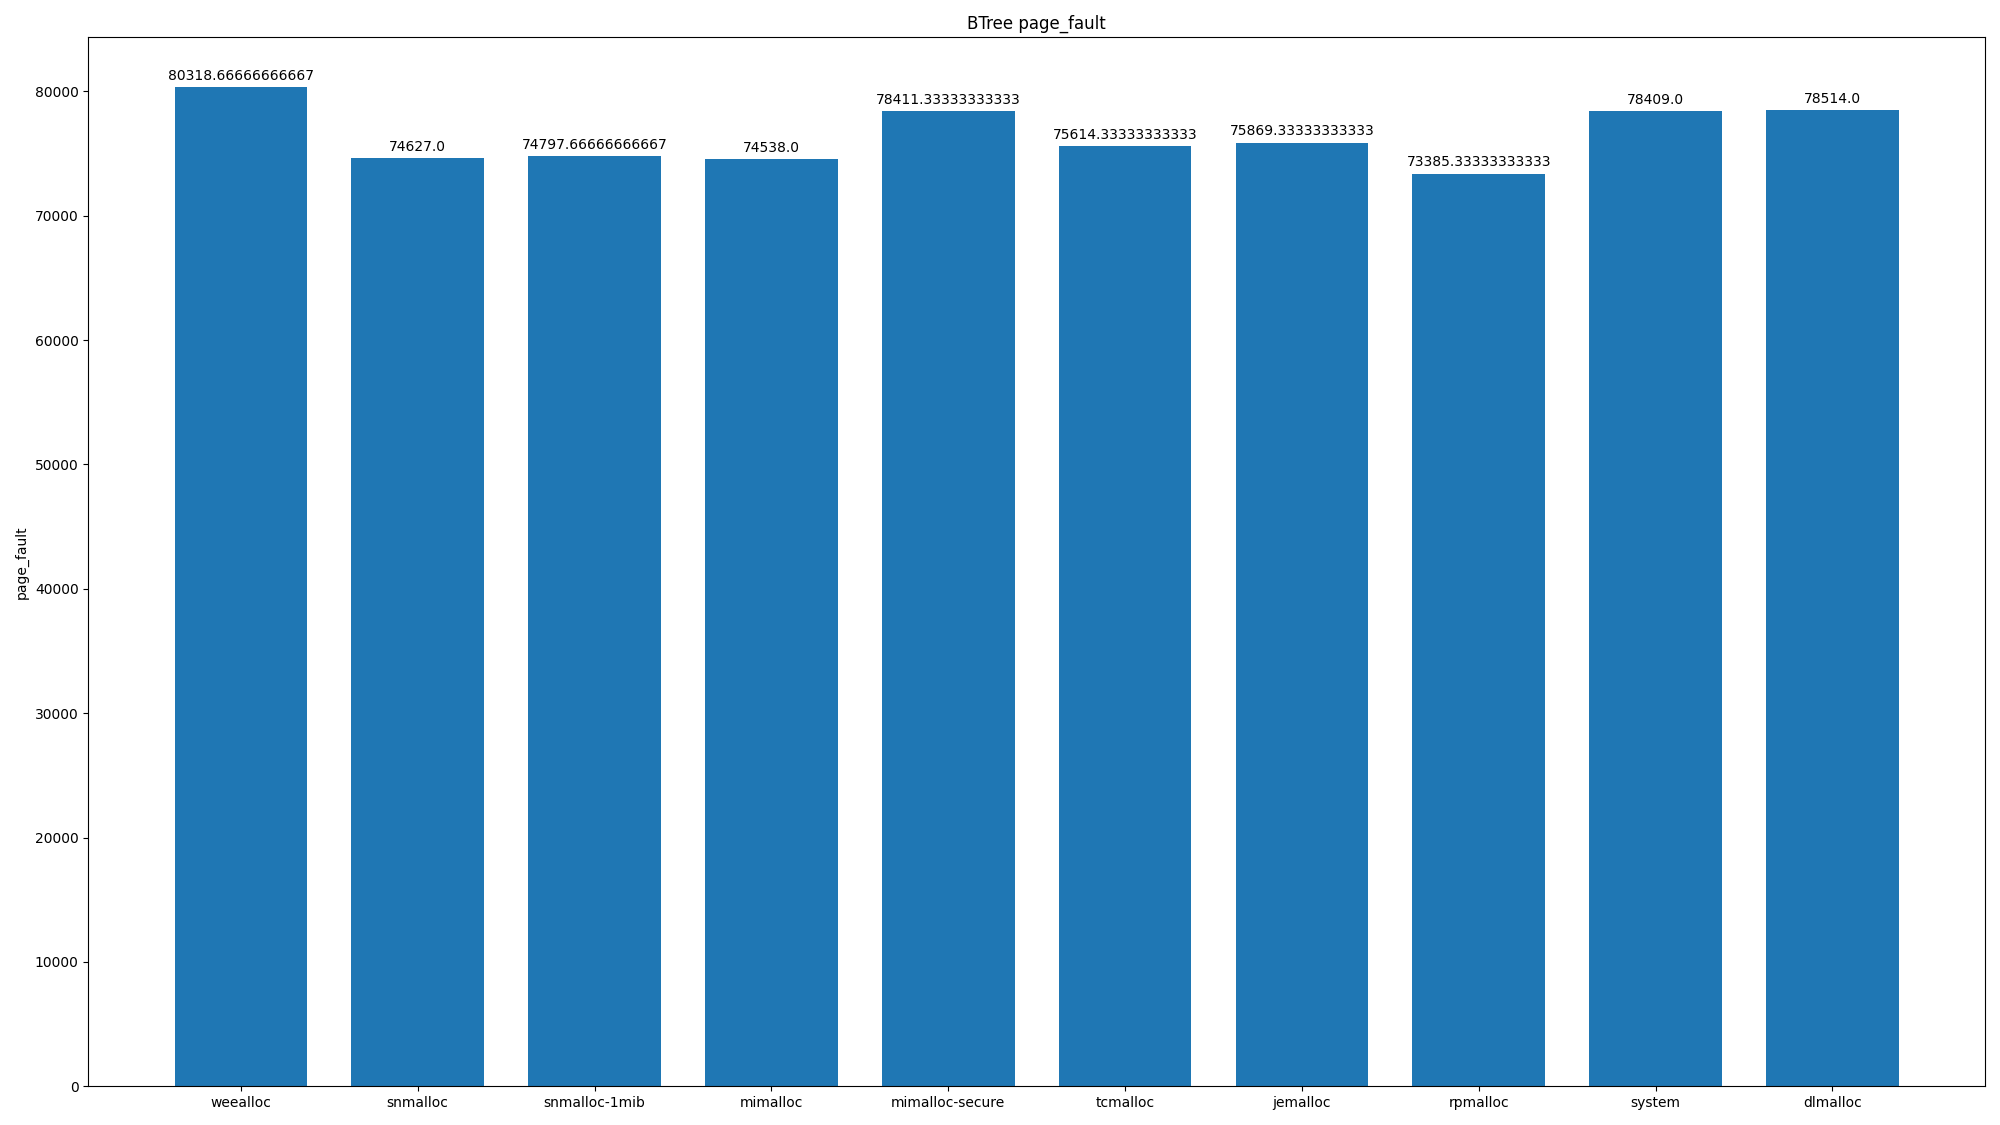 BTree page_fault
80318.66666666667
74627.0
74797.66666666667
74538.0
78411.33333333333
75614.33333333333
75869.33333333333
73385.33333333333
78409.0
78514.0
80000
70000
60000
50000
40000
30000
20000
10000
0
page_fault
weealloc
snmalloc
snmalloc-1mib
mimalloc
mimalloc-secure
tcmalloc
jemalloc
rpmalloc
system
dlmalloc